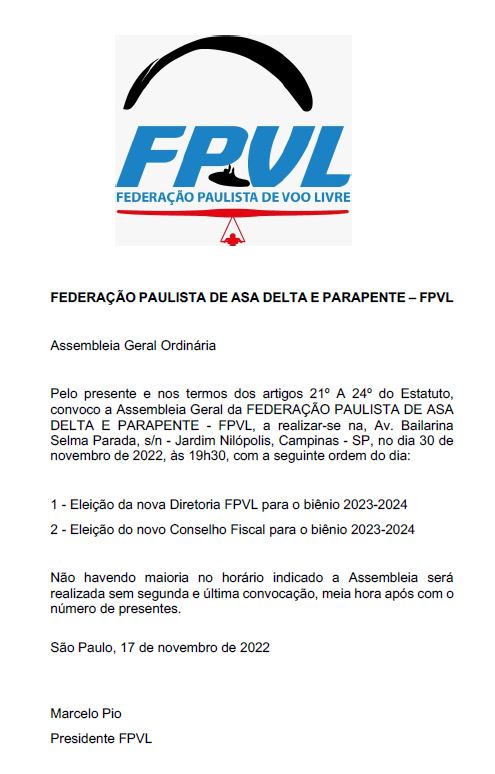 FPVL
FEDERAÇÃO PAULISTA DE VOO LIVRE
FEDERAÇÃO PAULISTA DE ASA DELTA E PARAPENTE – FPVL
Assembleia Geral Ordinária
Pelo presente e nos termos dos artigos 21º A 24º do Estatuto,
convoco a Assembleia Geral da FEDERAÇÃO PAULISTA DE ASA
DELTA E PARAPENTE - FPVL, a realizar-se na, Av. Bailarina
Selma Parada, s/n - Jardim Nilópolis, Campinas - SP, no dia 30 de
novembro de 2022, às 19h30, com a seguinte ordem do dia:
1 - Eleição da nova Diretoria FPVL para o biênio 2023-2024
2 - Eleição do novo Conselho Fiscal para o biênio 2023-2024
Não havendo maioria no horário indicado a Assembleia será
realizada sem segunda e última convocação, meia hora após com o
número de presentes.
São Paulo, 17 de novembro de 2022
Marcelo Pio
Presidente FPVL